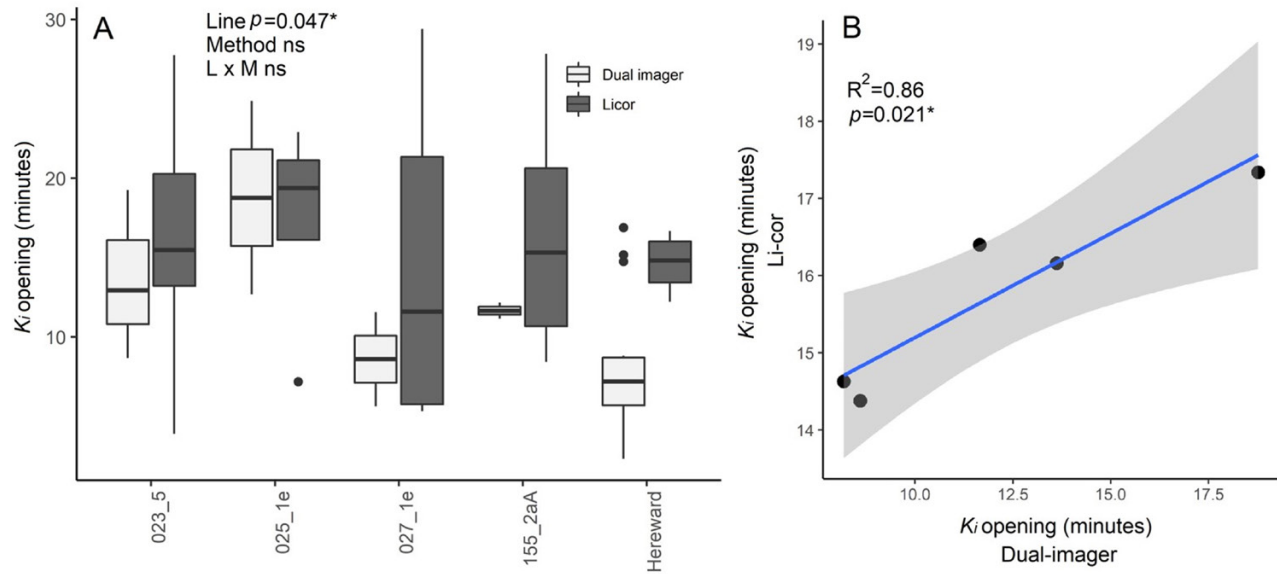 A
Line p=0.047*
Method ns
L x M ns
Dual imager
Licor
30
20
10
Ki opening (minutes)
023_5
025_1e
027_1e
155_2aA
Hereward
B
R²=0.86
p=0.021*
19
18
17
16
15
14
Ki opening (minutes)
Li-cor
10.0
12.5
15.0
17.5
Ki opening (minutes)
Dual-imager